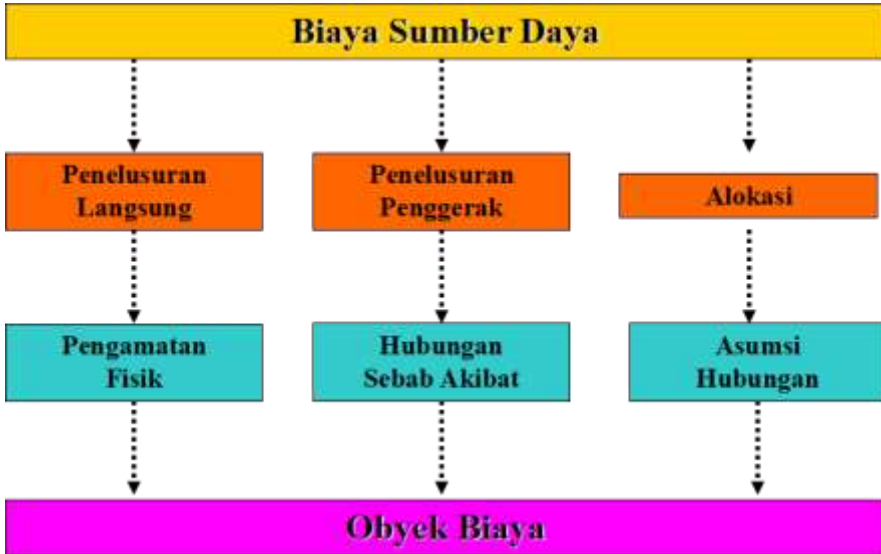 Biaya Sumber Daya
Penelusuran
Langsung
Penelusuran
Penggerak
Alokasi
Pengamatan
Fisik
Hubungan
Sebab Akibat
Asumsi
Hubungan
Obyek Biaya